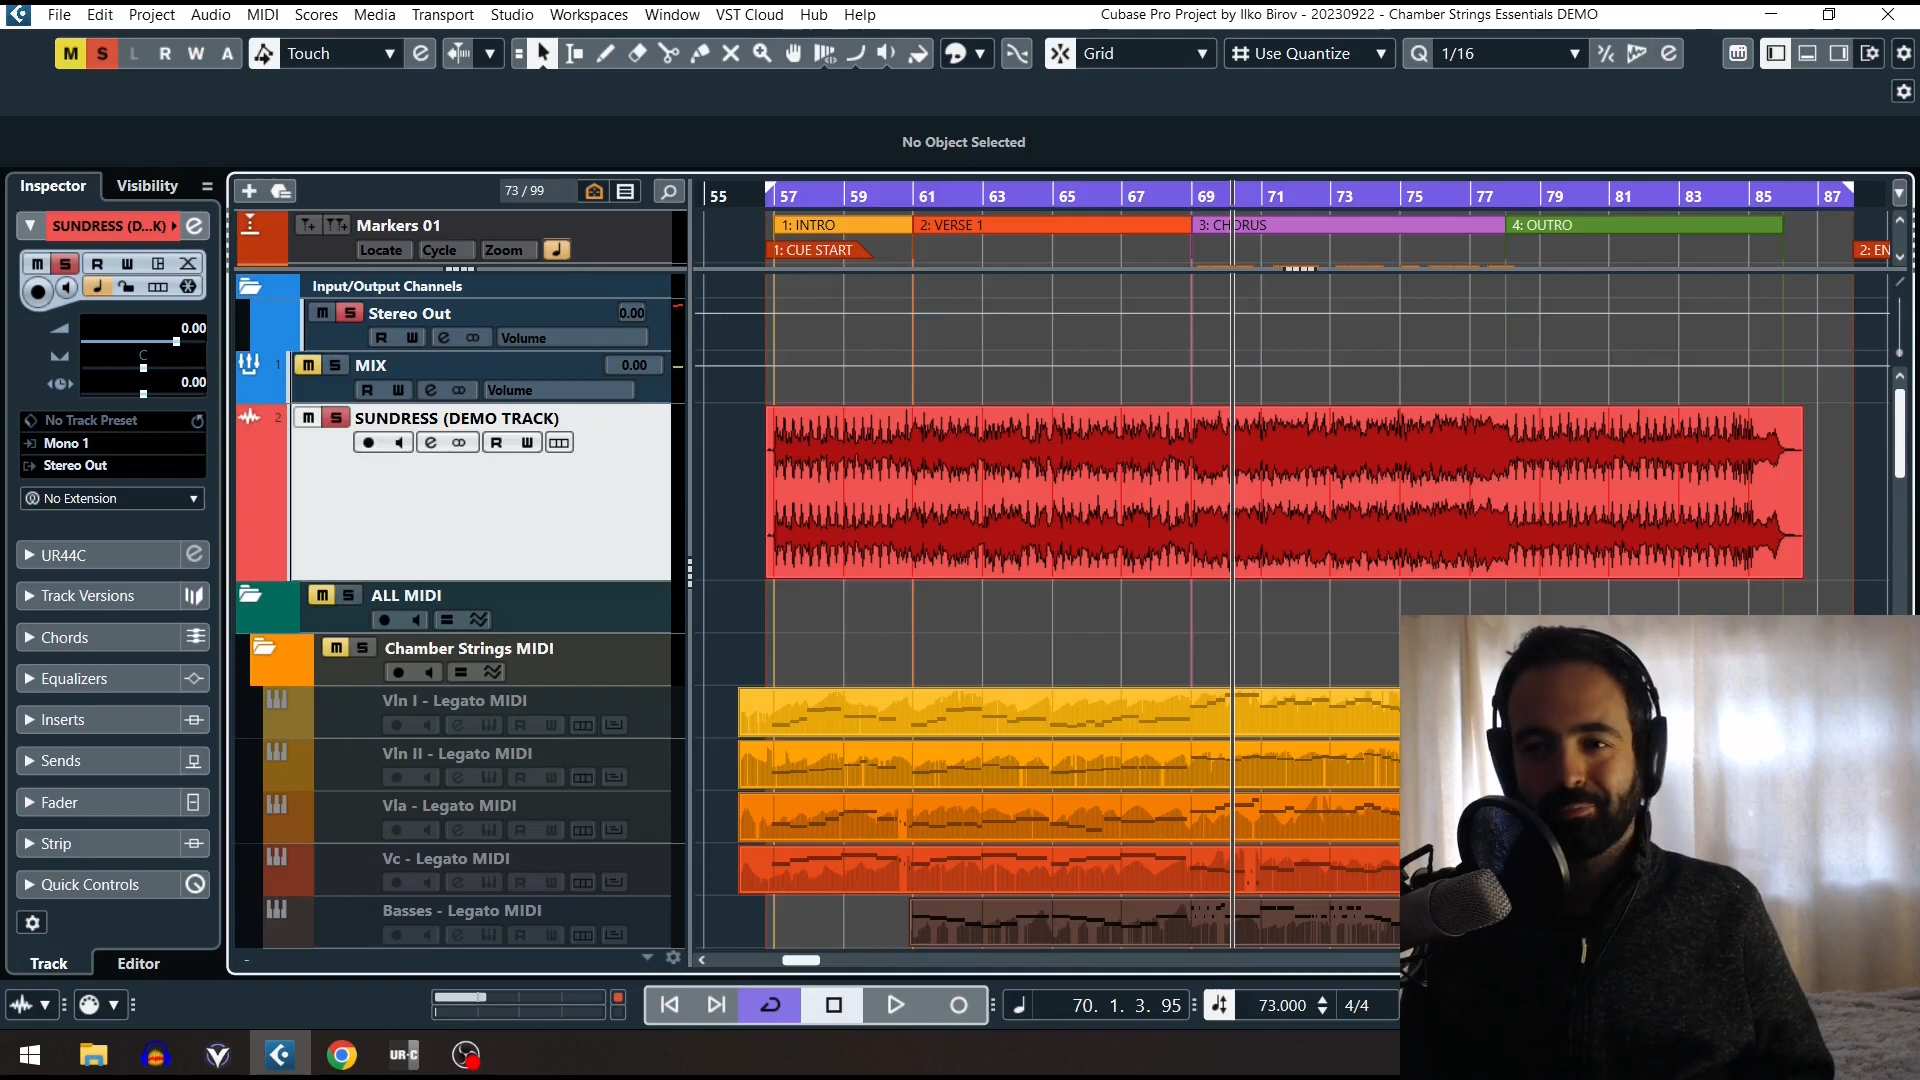 File Edit Project Audio MIDI Scores Media Transport Studio Workspaces Window VST Cloud Hub Help
Cubase Pro Project by Ilko Birov - 20230922 - Chamber Strings Essentials DEMO
M S L R W A Touch Grid Use Quantize Q 1/16
No Object Selected
Inspector Visibility
73 / 99
55 57 59 61 63 65 67 69 71 73 75 77 79 81 83 85 87
SUNDRESS (D...K)
Markers 01
1: INTRO 2: VERSE 1 3: CHORUS 4: OUTRO
Locate Cycle Zoom
1: CUE START 2: EN
M S R W
Input/Output Channels
M S Stereo Out 0.00
R W Volume
0.00
C
0.00
1 M S MIX 0.00
R W Volume
2 M S SUNDRESS (DEMO TRACK)
R W
No Track Preset
Mono 1
Stereo Out
No Extension
UR44C
Track Versions
Chords
Equalizers
Inserts
Sends
Fader
Strip
Quick Controls
Track Editor
M S ALL MIDI
M S Chamber Strings MIDI
Vln I - Legato MIDI
R W
Vln II - Legato MIDI
R W
Vla - Legato MIDI
R W
Vc - Legato MIDI
R W
Basses - Legato MIDI
R W
70. 1. 3. 95 73.000 4/4
UR-C